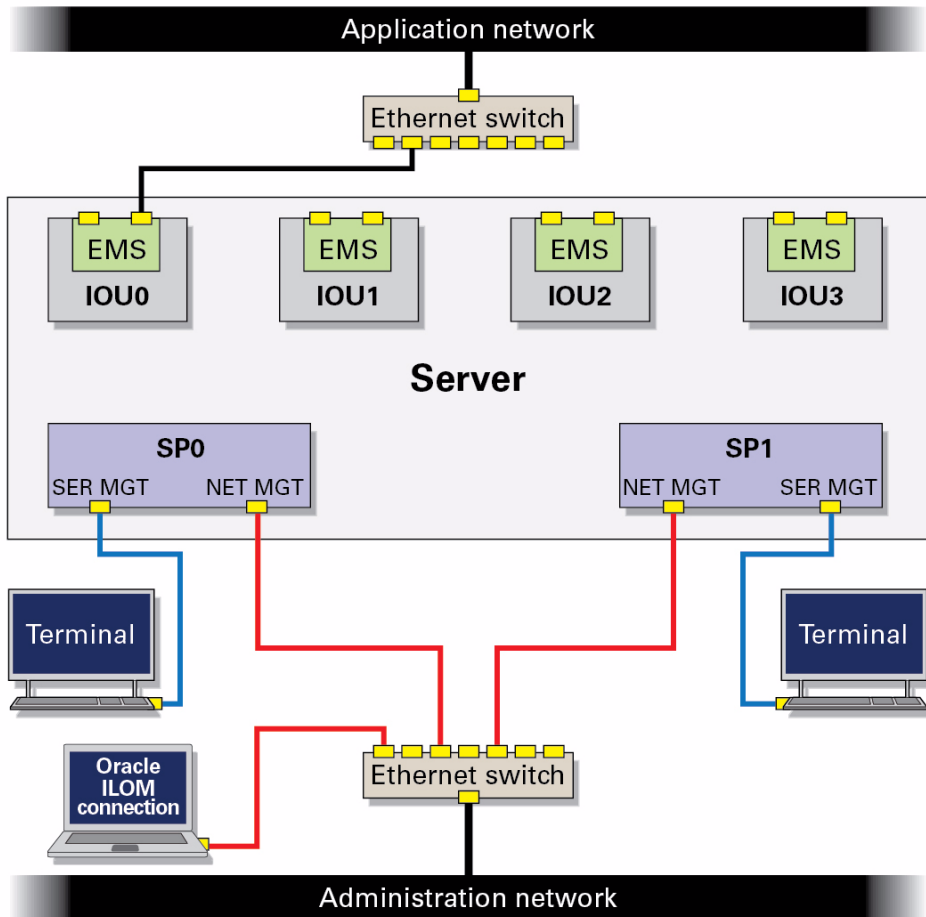 Application network
Ethernet switch
EMS
IOU0
EMS
IOU1
EMS
IOU2
EMS
IOU3
Server
SP0
SER MGT
NET MGT
SP1
NET MGT
SER MGT
Terminal
Terminal
Oracle
ILOM
connection
Ethernet switch
Administration network